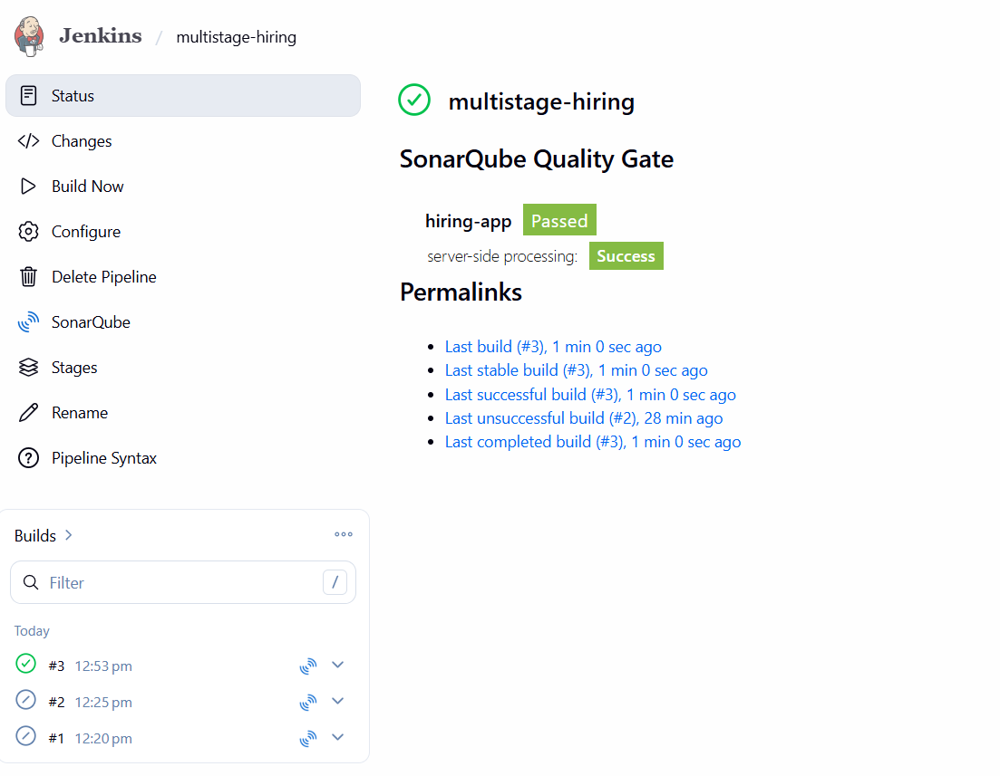 Jenkins / multistage-hiring
Status
Changes
Build Now
Configure
Delete Pipeline
SonarQube
Stages
Rename
Pipeline Syntax
Builds
Filter /
Today
#3 12:53 pm
#2 12:25 pm
#1 12:20 pm
multistage-hiring
SonarQube Quality Gate
hiring-app Passed
server-side processing: Success
Permalinks
Last build (#3), 1 min 0 sec ago
Last stable build (#3), 1 min 0 sec ago
Last successful build (#3), 1 min 0 sec ago
Last unsuccessful build (#2), 28 min ago
Last completed build (#3), 1 min 0 sec ago